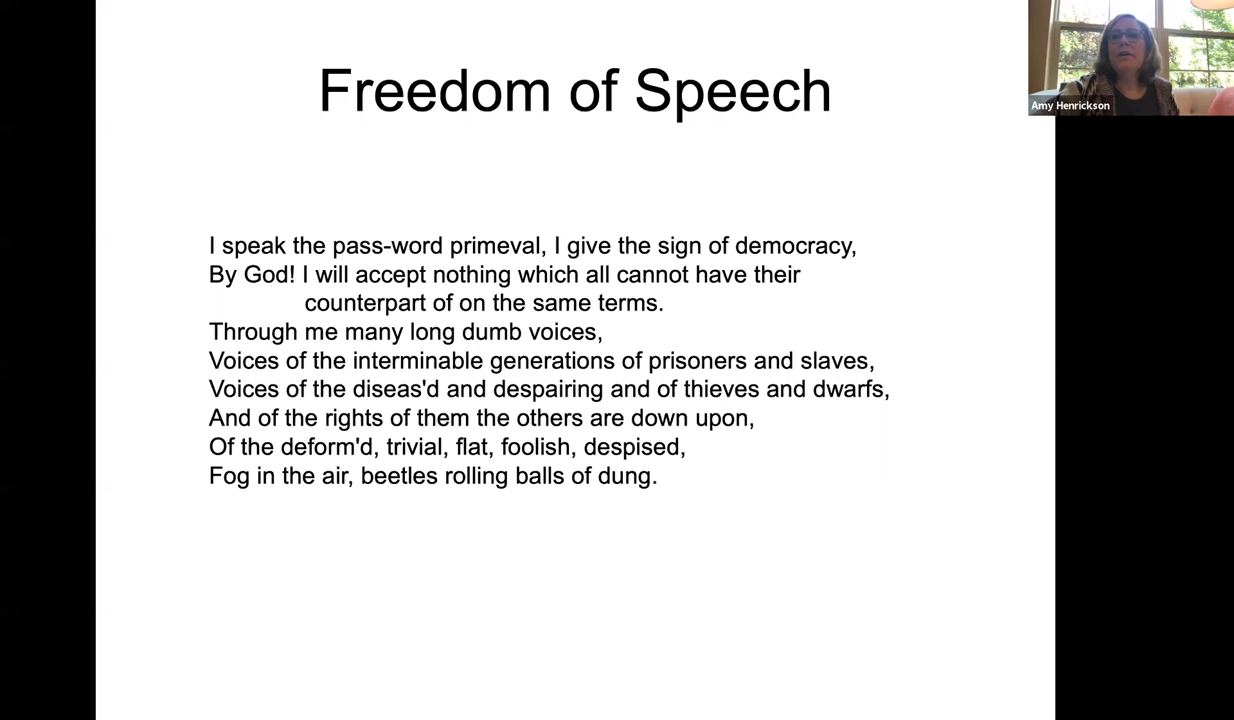 Freedom of Speech
Amy Henrickson
I speak the pass-word primeval, I give the sign of democracy,
By God! I will accept nothing which all cannot have their
counterpart of on the same terms.
Through me many long dumb voices,
Voices of the interminable generations of prisoners and slaves,
Voices of the diseas'd and despairing and of thieves and dwarfs,
And of the rights of them the others are down upon,
Of the deform'd, trivial, flat, foolish, despised,
Fog in the air, beetles rolling balls of dung.